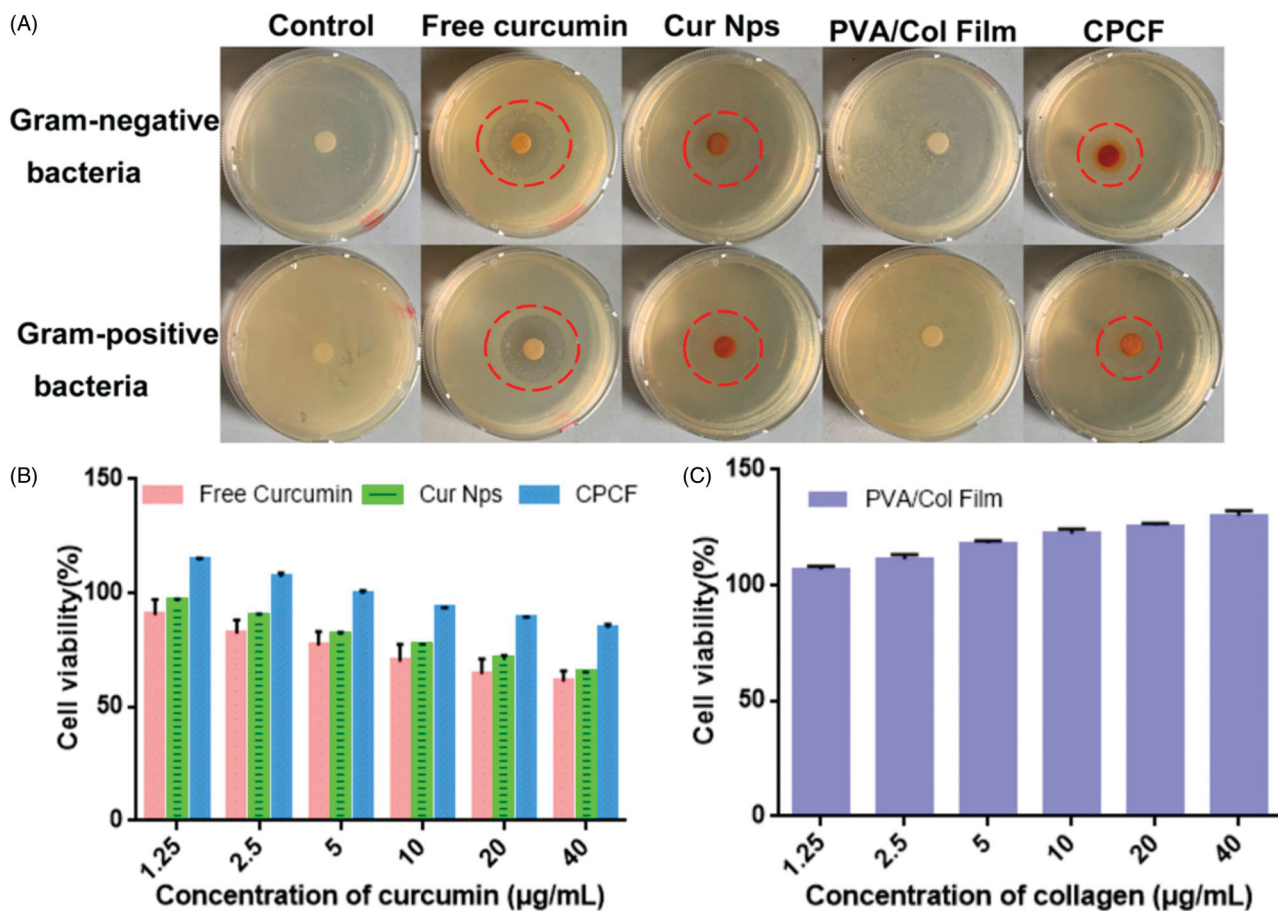 (A)
Control Free curcumin Cur Nps PVA/Col Film CPCF
Gram-negative
bacteria
Gram-positive
bacteria
(B)
150
Free Curcumin Cur Nps CPCF
100
50
0
Cell viability(%)
1.25 2.5 5 10 20 40
Concentration of curcumin (μg/mL)
(C)
150
PVA/Col Film
100
50
0
Cell viability(%)
1.25 2.5 5 10 20 40
Concentration of collagen (μg/mL)